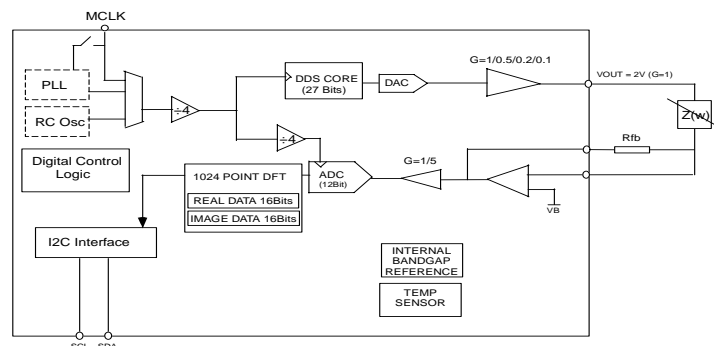 MCLK
PLL
RC Osc
÷4
÷4
DDS CORE
(27 Bits)
DAC
G=1/0.5/0.2/0.1
VOUT = 2V (G=1)
Z(w)
Rfb
Digital Control
Logic
1024 POINT DFT
REAL DATA 16Bits
IMAGE DATA 16Bits
ADC
(12Bit)
G=1/5
VB
I2C Interface
INTERNAL
BANDGAP
REFERENCE
TEMP
SENSOR
SCL SDA